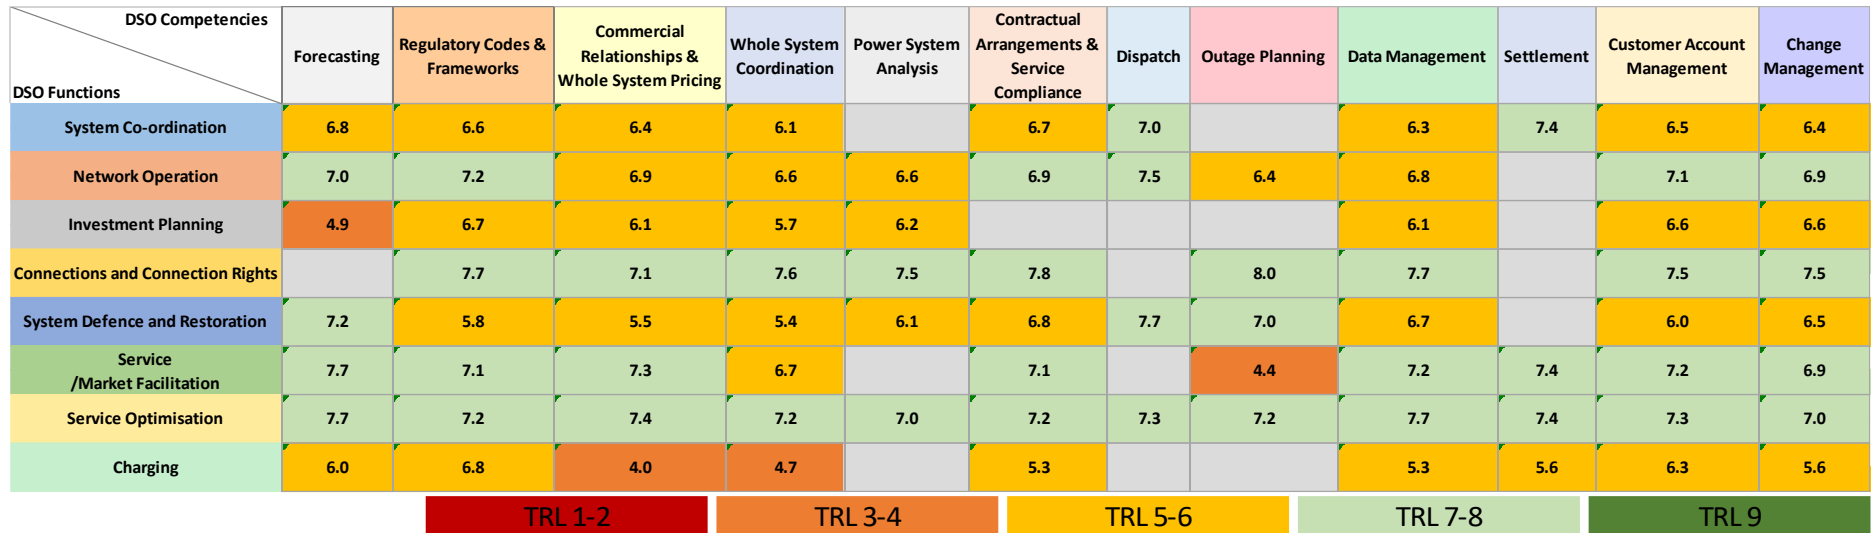 DSO Competencies
DSO Functions
Forecasting
Regulatory Codes &
Frameworks
Commercial
Relationships &
Whole System Pricing
Whole System
Coordination
Power System
Analysis
Contractual
Arrangements &
Service
Compliance
Dispatch
Outage Planning
Data Management
Settlement
Customer Account
Management
Change
Management
System Co-ordination
6.8
6.6
6.4
6.1
6.7
7.0
6.3
7.4
6.5
6.4
Network Operation
7.0
7.2
6.9
6.6
6.6
6.9
7.5
6.4
6.8
7.1
6.9
Investment Planning
4.9
6.7
6.1
5.7
6.2
6.1
6.6
6.6
Connections and Connection Rights
7.7
7.1
7.6
7.5
7.8
8.0
7.7
7.5
7.5
System Defence and Restoration
7.2
5.8
5.5
5.4
6.1
6.8
7.7
7.0
6.7
6.0
6.5
Service
/Market Facilitation
7.7
7.1
7.3
6.7
7.1
4.4
7.2
7.4
7.2
6.9
Service Optimisation
7.7
7.2
7.4
7.2
7.0
7.2
7.3
7.2
7.7
7.4
7.3
7.0
Charging
6.0
6.8
4.0
4.7
5.3
5.3
5.6
6.3
5.6
TRL 1-2
TRL 3-4
TRL 5-6
TRL 7-8
TRL 9